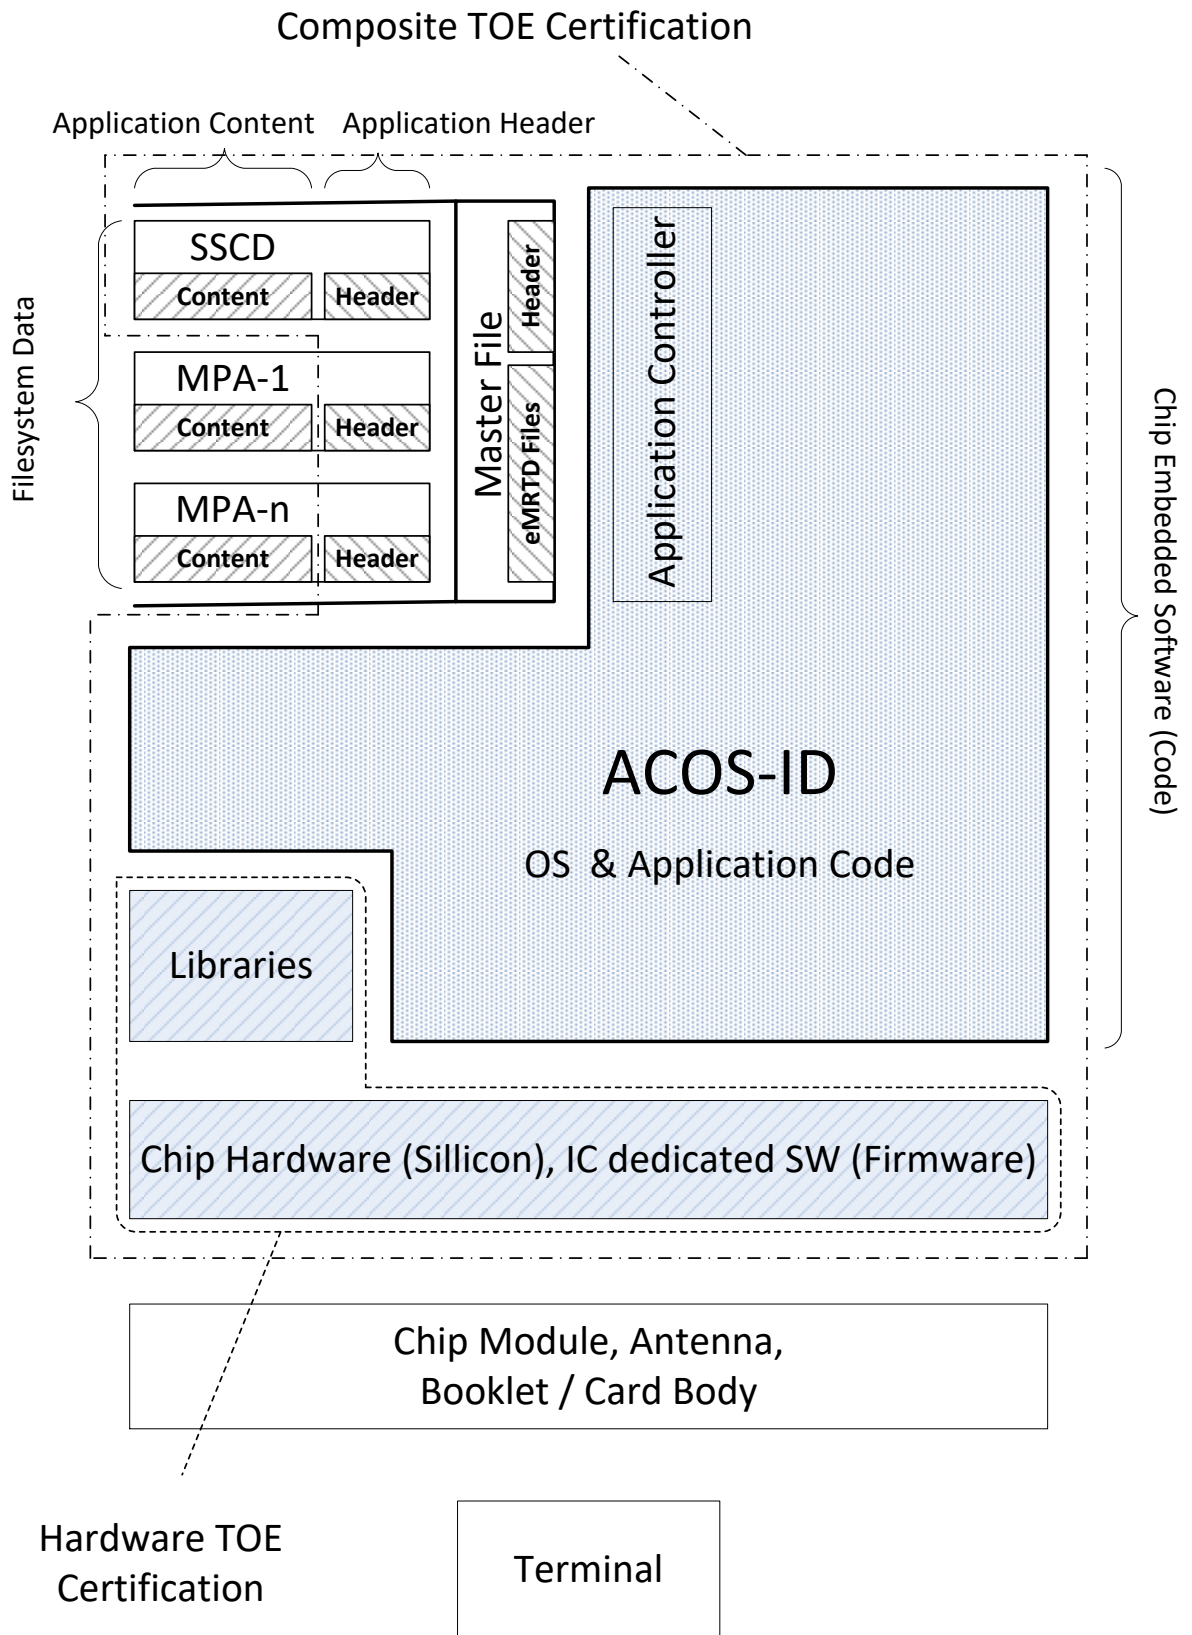 Composite TOE Certification
Application Content
Application Header
Filesystem Data
SSCD
Content
Header
MPA-1
Content
Header
MPA-n
Content
Header
Master File
Header
eMRTD Files
Application Controller
Chip Embedded Software (Code)
ACOS-ID
OS & Application Code
Libraries
Chip Hardware (Sillicon), IC dedicated SW (Firmware)
Chip Module, Antenna,
Booklet / Card Body
Hardware TOE
Certification
Terminal